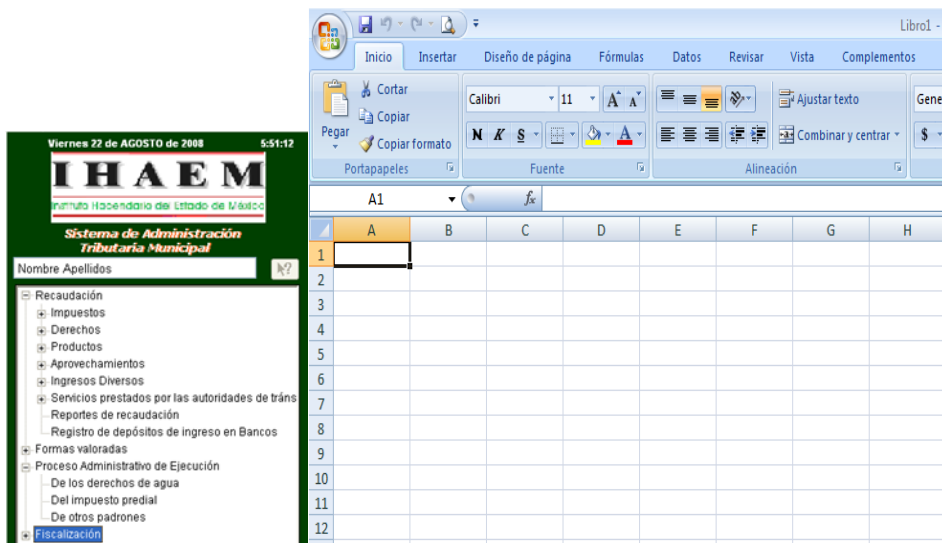 Viernes 22 de AGOSTO de 2008 5:51:12
IHAEM
Instituto Hacendario del Estado de México
Sistema de Administración
Tributaria Municipal
Nombre Apellidos
Recaudación
Impuestos
Derechos
Productos
Aprovechamientos
Ingresos Diversos
Servicios prestados por las autoridades de tráns
Reportes de recaudación
Registro de depósitos de ingreso en Bancos
Formas valoradas
Proceso Administrativo de Ejecución
De los derechos de agua
Del impuesto predial
De otros padrones
Fiscalización
Libro1 -
Inicio Insertar Diseño de página Fórmulas Datos Revisar Vista Complementos
Pegar
Cortar
Copiar
Copiar formato
Portapapeles
Calibri 11 A A
N K S A
Fuente
Ajustar texto
Combinar y centrar
Alineación
Gene
$
A1 fx
A B C D E F G H
1
2
3
4
5
6
7
8
9
10
11
12